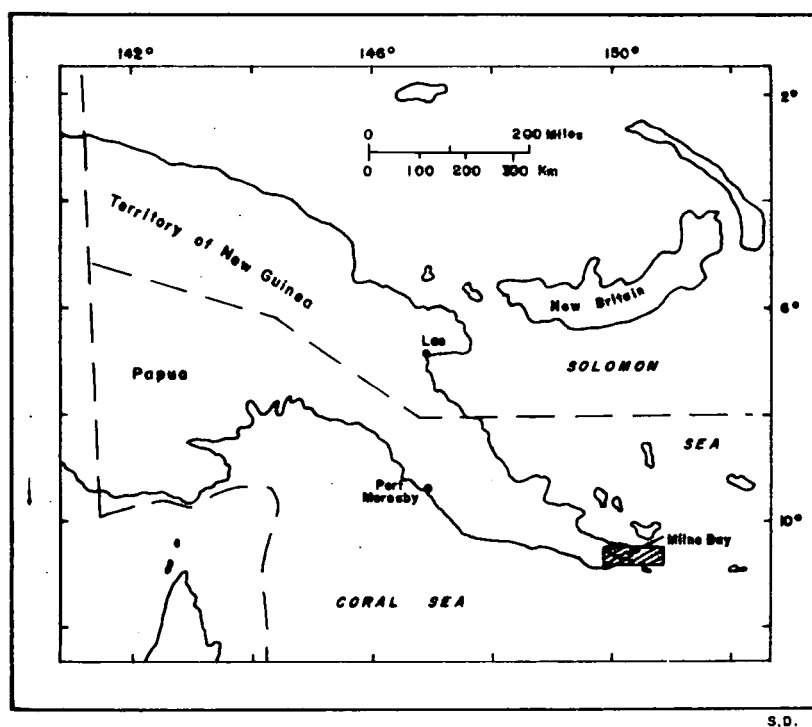 142° 146° 150°
2°
0 200 Miles
0 100 200 300 Km
Territory of New Guinea
New Britain
6°
Lae
SOLOMON
Papua
SEA
Port
Moresby
10°
Milne Bay
CORAL SEA
S.D.